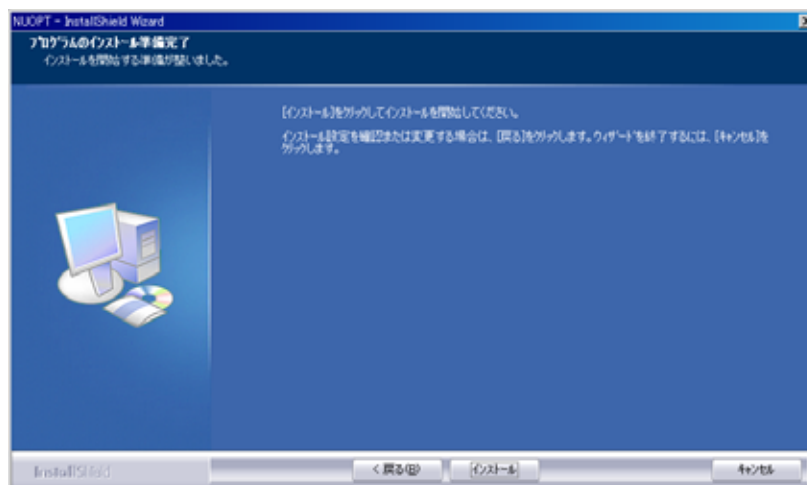 NUOPT - InstallShield Wizard
プログラムのインストール準備完了
インストールを開始する準備が整いました。
[インストール]をクリックしてインストールを開始してください。
インストール設定を確認または変更する場合は、[戻る]をクリックします。ウィザードを終了するには、[キャンセル]を
クリックします。
InstallShield
< 戻る(B)
インストール
キャンセル